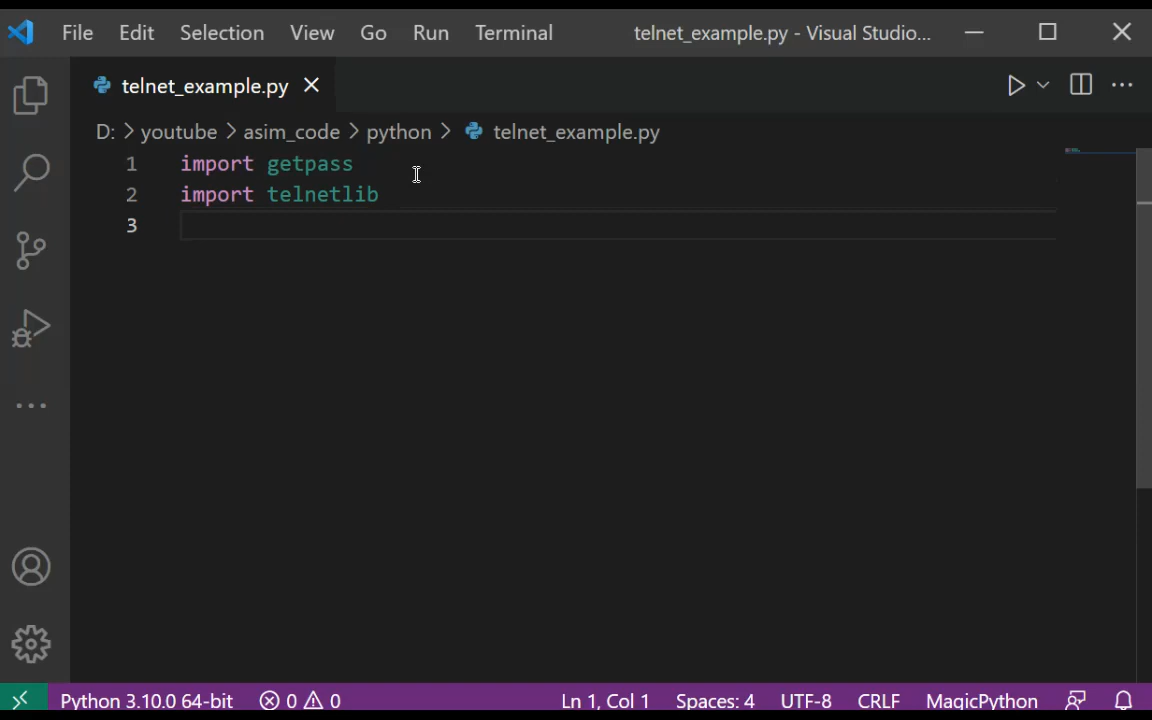 File Edit Selection View Go Run Terminal telnet_example.py - Visual Studio...
telnet_example.py
D: > youtube > asim_code > python > telnet_example.py
1 import getpass
2 import telnetlib
3
Python 3.10.0 64-bit 0 0 Ln 1, Col 1 Spaces: 4 UTF-8 CRLF MagicPython